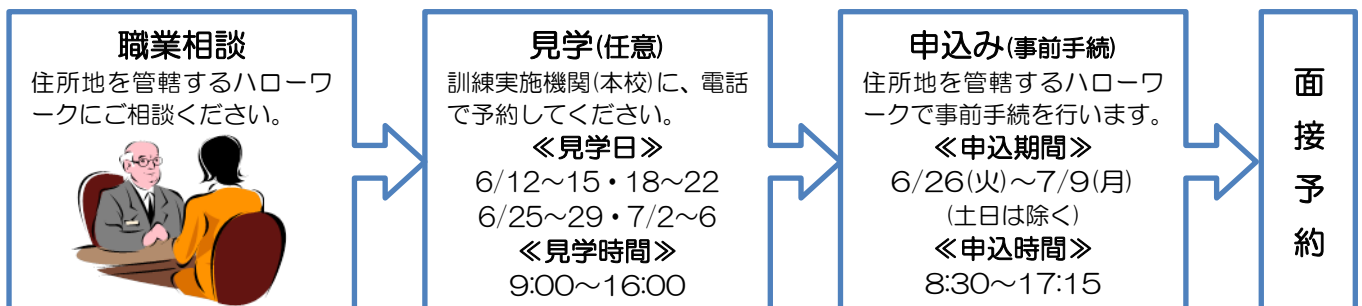 職業相談
住所地を管轄するハローワ
ークにご相談ください。
見学(任意)
訓練実施機関(本校)に、電話
で予約してください。
≪見学日≫
6/12～15・18～22
6/25～29・7/2～6
≪見学時間≫
9:00～16:00
申込み(事前手続)
住所地を管轄するハローワ
ークで事前手続を行います。
≪申込期間≫
6/26(火)～7/9(月)
(土日は除く)
≪申込時間≫
8:30～17:15
面接予約